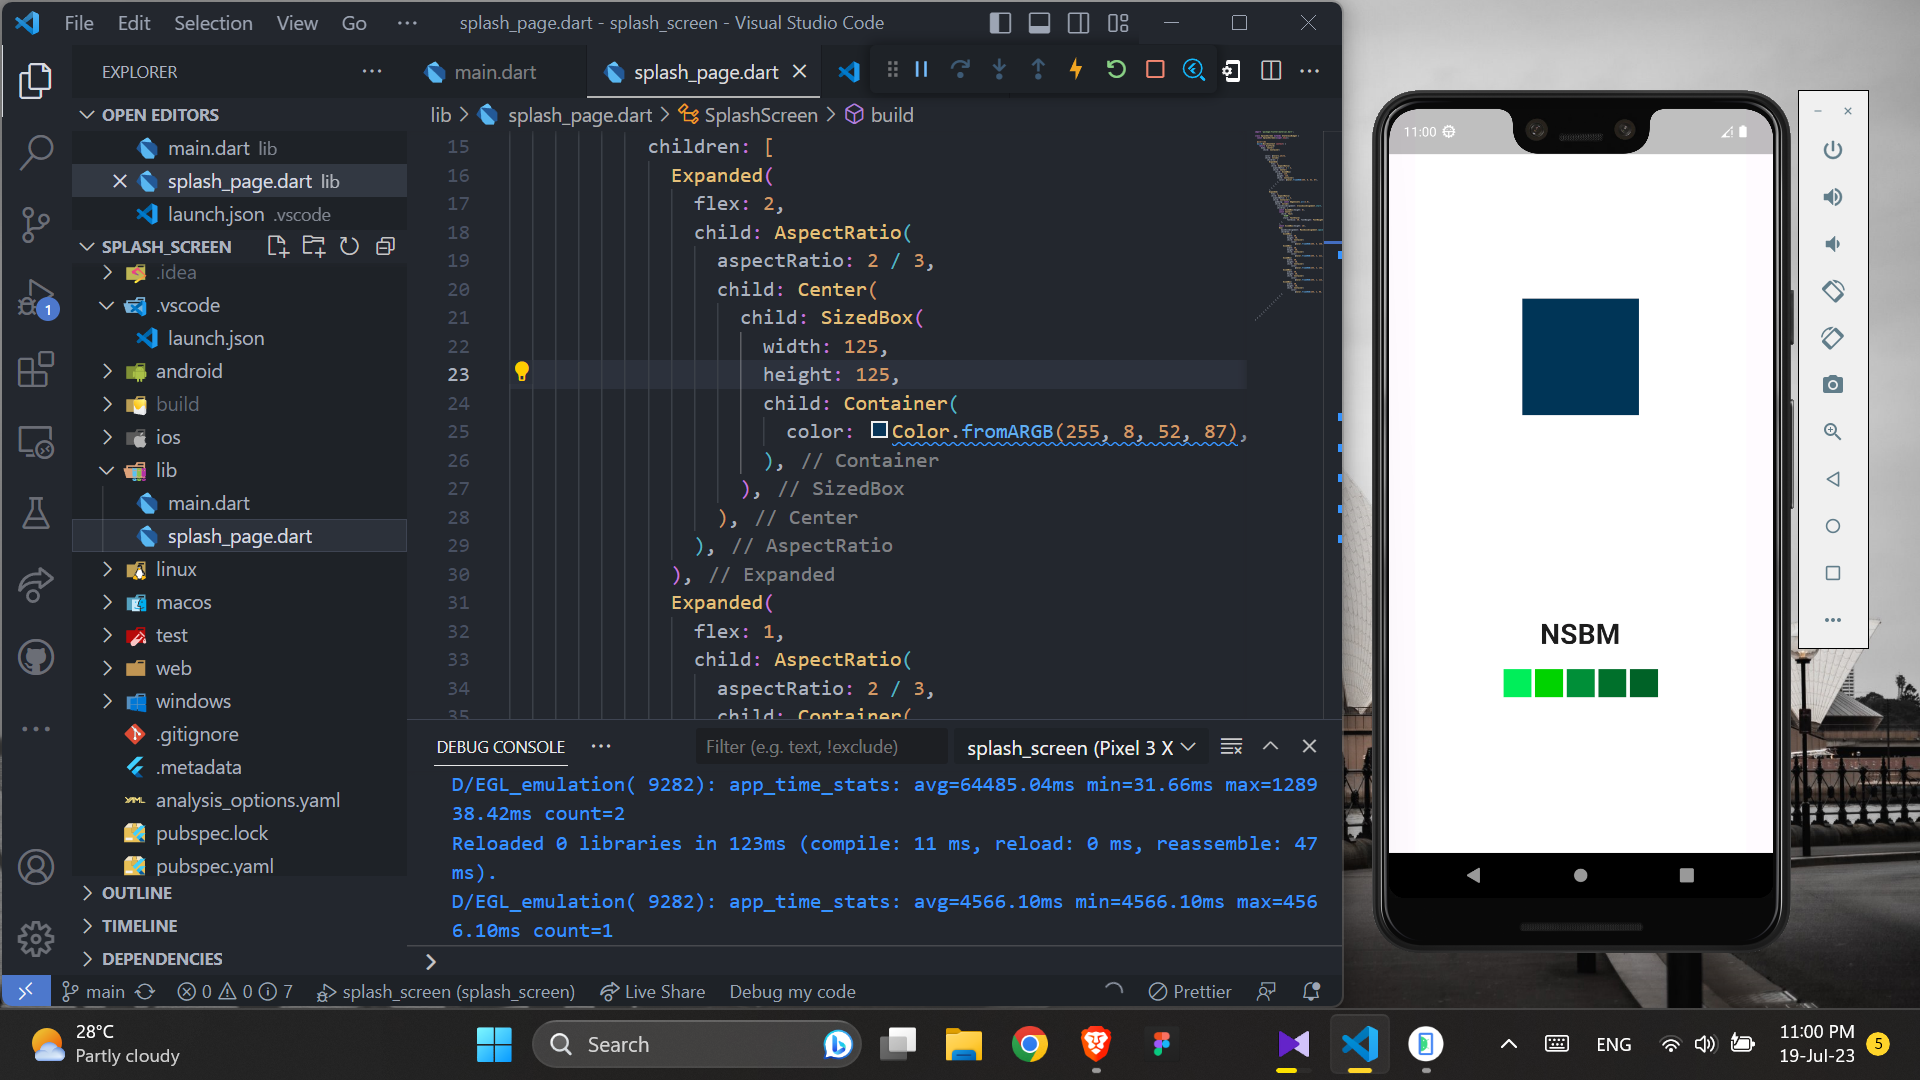 File Edit Selection View Go ··· splash_page.dart - splash_screen - Visual Studio Code
EXPLORER ···
main.dart
splash_page.dart
OPEN EDITORS
main.dart lib
splash_page.dart lib
launch.json .vscode
SPLASH_SCREEN
.idea
.vscode
launch.json
android
build
ios
lib
main.dart
splash_page.dart
linux
macos
test
web
windows
.gitignore
.metadata
analysis_options.yaml
pubspec.lock
pubspec.yaml
OUTLINE
TIMELINE
DEPENDENCIES
1
lib > splash_page.dart > SplashScreen > build
15 children: [
16 Expanded(
17 flex: 2,
18 child: AspectRatio(
19 aspectRatio: 2 / 3,
20 child: Center(
21 child: SizedBox(
22 width: 125,
23 height: 125,
24 child: Container(
25 color: Color.fromARGB(255, 8, 52, 87),
26 ), // Container
27 ), // SizedBox
28 ), // Center
29 ), // AspectRatio
30 ), // Expanded
31 Expanded(
32 flex: 1,
33 child: AspectRatio(
34 aspectRatio: 2 / 3,
35 child: Container(
DEBUG CONSOLE ··· Filter (e.g. text, !exclude) splash_screen (Pixel 3 X
D/EGL_emulation( 9282): app_time_stats: avg=64485.04ms min=31.66ms max=1289
38.42ms count=2
Reloaded 0 libraries in 123ms (compile: 11 ms, reload: 0 ms, reassemble: 47
ms).
D/EGL_emulation( 9282): app_time_stats: avg=4566.10ms min=4566.10ms max=456
6.10ms count=1
>
main 0 0 7 splash_screen (splash_screen) Live Share Debug my code Prettier
11:00
NSBM
28°C
Partly cloudy
Search
ENG
11:00 PM
19-Jul-23
5